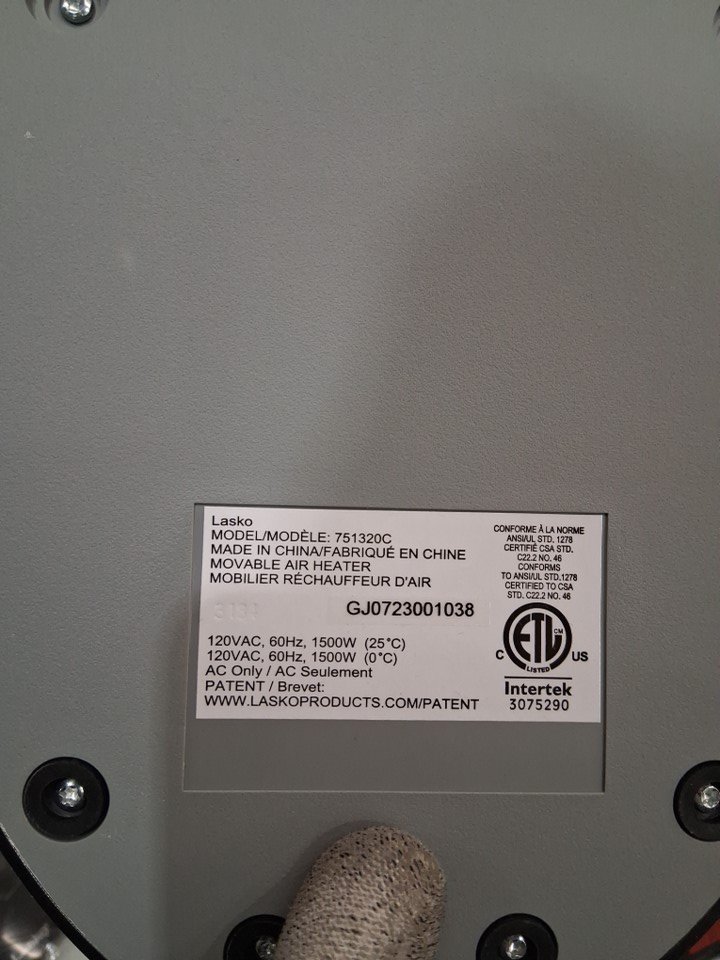 Lasko
MODEL/MODÈLE: 751320C
MADE IN CHINA/FABRIQUÉ EN CHINE
MOVABLE AIR HEATER
MOBILIER RÉCHAUFFEUR D'AIR
GJ0723001038
120VAC, 60Hz, 1500W (25°C)
120VAC, 60Hz, 1500W (0°C)
AC Only / AC Seulement
PATENT / Brevet:
WWW.LASKOPRODUCTS.COM/PATENT
CONFORME À LA NORME
ANSI/UL STD. 1278
CERTIFIÉ CSA STD.
C22.2 NO. 46
CONFORMS
TO ANSI/UL STD.1278
CERTIFIED TO CSA
STD. C22.2 NO. 46
ETL CM
C US
LISTED
Intertek
3075290